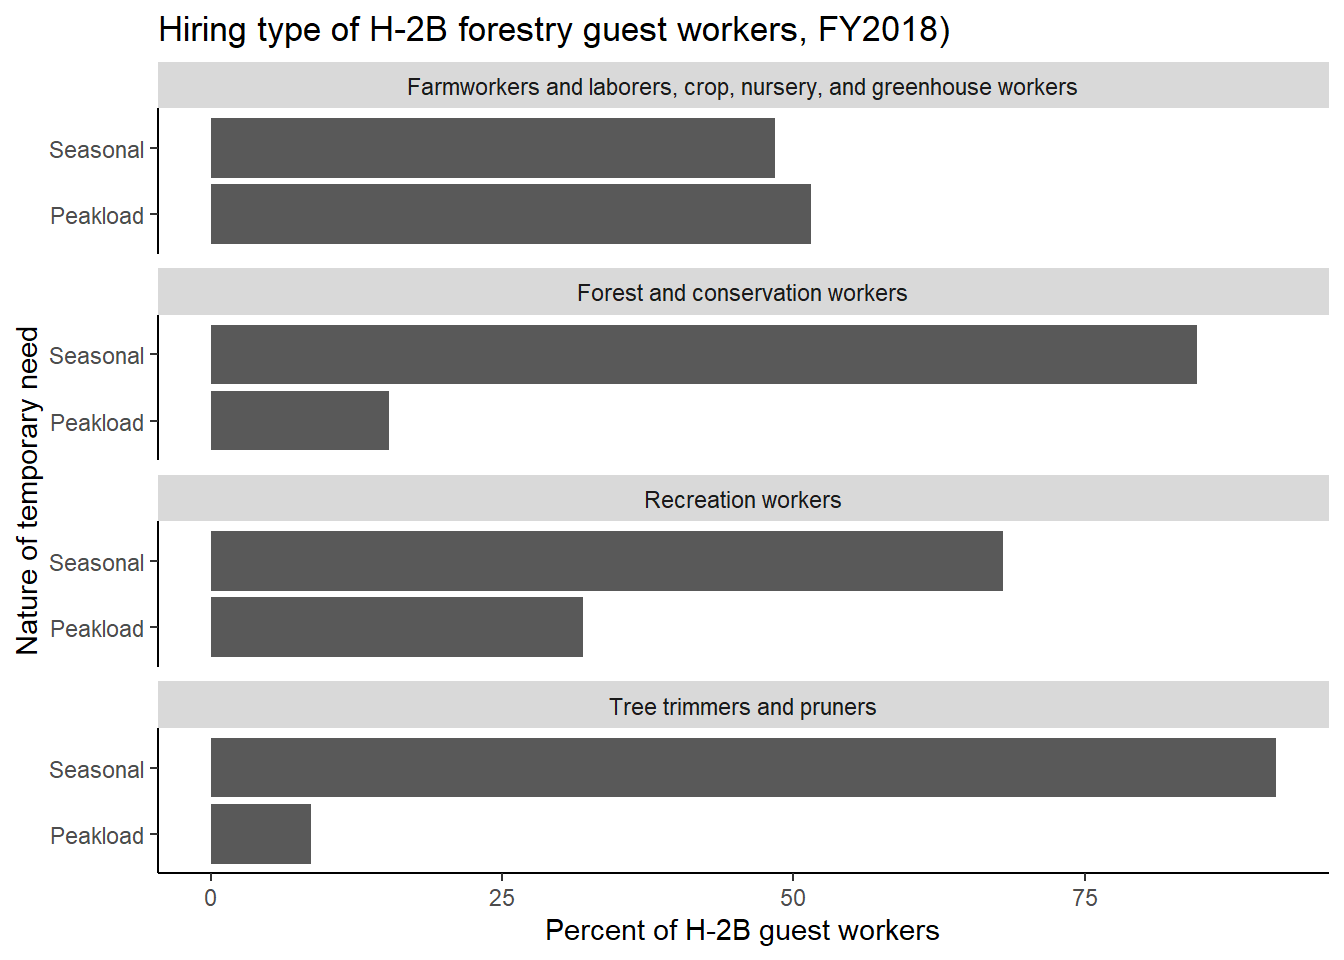 Hiring type of H-2B forestry guest workers, FY2018)
Farmworkers and laborers, crop, nursery, and greenhouse workers
Seasonal
Peakload
Forest and conservation workers
Seasonal
Peakload
Recreation workers
Seasonal
Peakload
Tree trimmers and pruners
Seasonal
Peakload
Nature of temporary need
0 25 50 75
Percent of H-2B guest workers